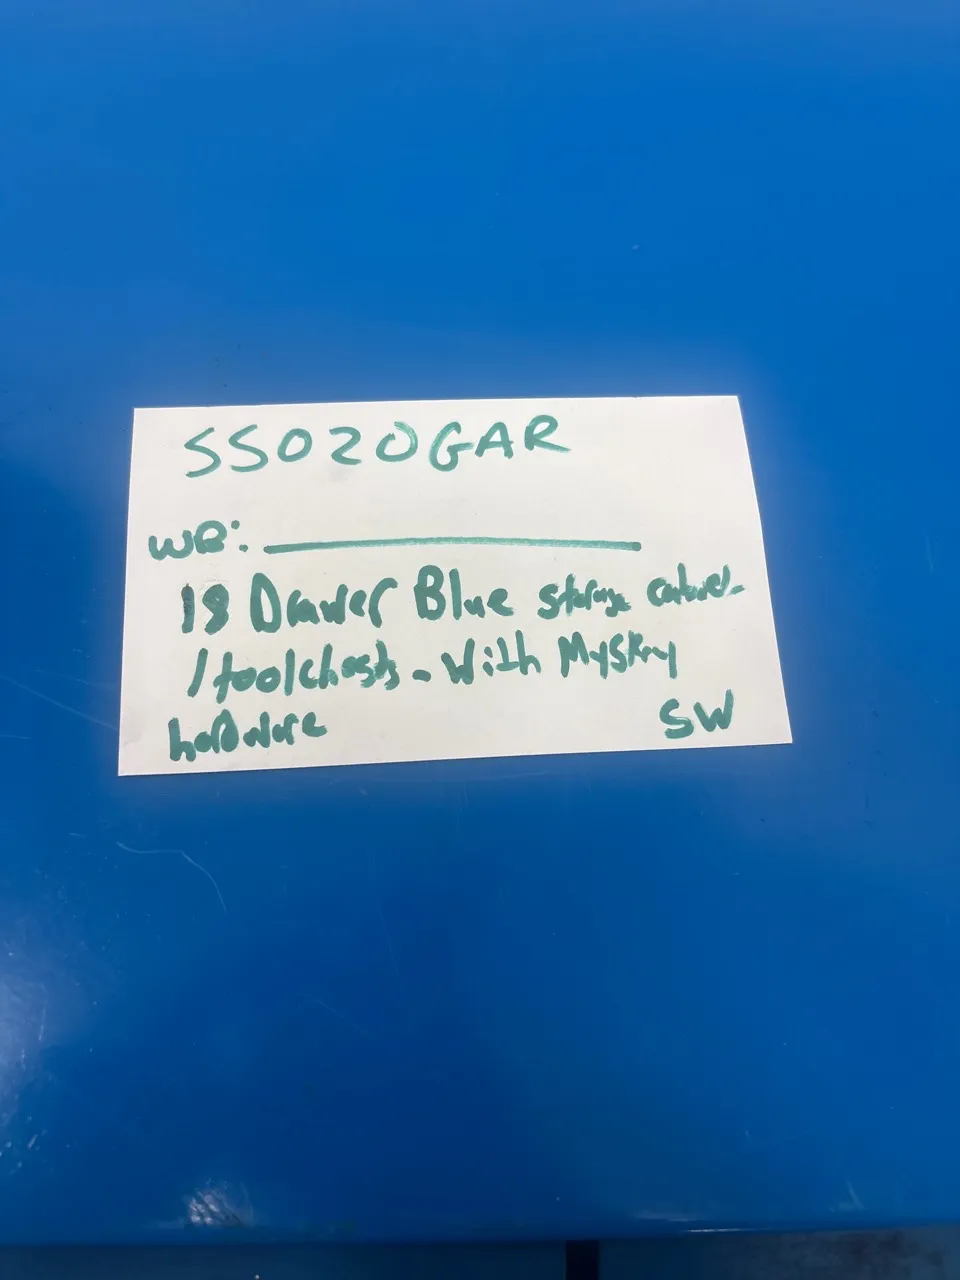 SS020GAR
WB:
18 Drawer Blue storage cabinet
/toolchests. With Mystery
hardware SW